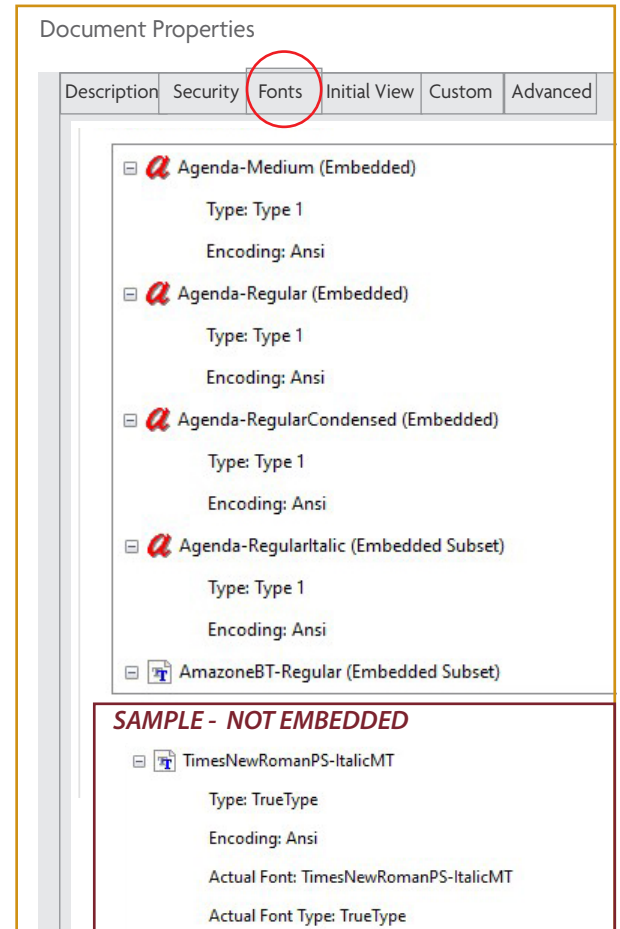 Document Properties
Description Security Fonts Initial View Custom Advanced
Agenda-Medium (Embedded)
Type: Type 1
Encoding: Ansi
Agenda-Regular (Embedded)
Type: Type 1
Encoding: Ansi
Agenda-RegularCondensed (Embedded)
Type: Type 1
Encoding: Ansi
Agenda-RegularItalic (Embedded Subset)
Type: Type 1
Encoding: Ansi
AmazoneBT-Regular (Embedded Subset)
SAMPLE - NOT EMBEDDED
TimesNewRomanPS-ItalicMT
Type: TrueType
Encoding: Ansi
Actual Font: TimesNewRomanPS-ItalicMT
Actual Font Type: TrueType